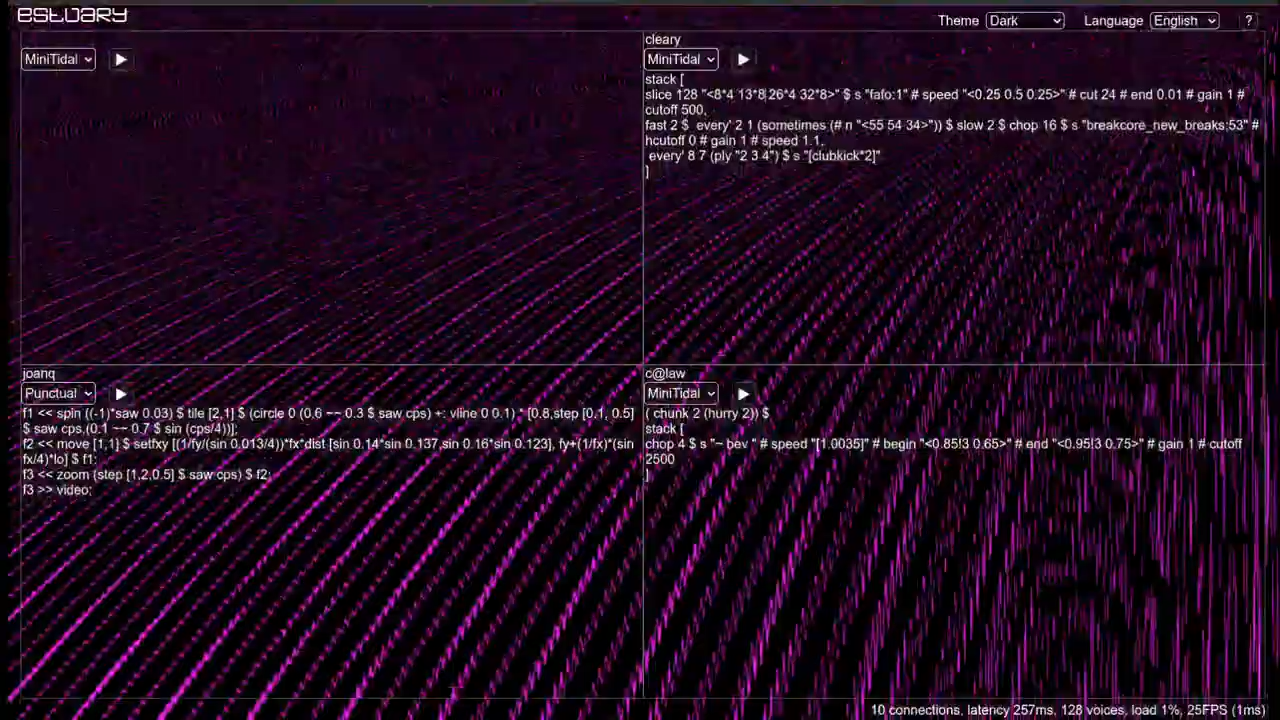 estuary
Theme Dark Language English ?
MiniTidal
cleary
MiniTidal
stack [
slice 128 "<8*4 13*8 26*4 32*8>" $ s "fafo:1" # speed "<0.25 0.5 0.25>" # cut 24 # end 0.01 # gain 1 #
cutoff 500,
fast 2 $ every' 2 1 (sometimes (# n "<55 54 34>")) $ slow 2 $ chop 16 $ s "breakcore_new_breaks:53" #
hcutoff 0 # gain 1 # speed 1.1,
every' 8 7 (ply "2 3 4") $ s "[clubkick*2]"
]
joanq
Punctual
f1 << spin ((-1)*saw 0.03) $ tile [2,1] $ (circle 0 (0.6 ~~ 0.3 $ saw cps) +: vline 0 0.1) * [0.8,step [0.1, 0.5]
$ saw cps,(0.1 ~~ 0.7 $ sin (cps/4))];
f2 << move [1,1] $ setfxy [(1/fy/(sin 0.013/4))*fx*dist [sin 0.14*sin 0.137,sin 0.16*sin 0.123], fy+(1/fx)*(sin
fx/4)*lo] $ f1;
f3 << zoom (step [1,2,0.5] $ saw cps) $ f2;
f3 >> video;
c@law
MiniTidal
( chunk 2 (hurry 2)) $
stack [
chop 4 $ s "~ bev " # speed "[1.0035]" # begin "<0.85!3 0.65>" # end "<0.95!3 0.75>" # gain 1 # cutoff
2500
]
10 connections, latency 257ms, 128 voices, load 1%, 25FPS (1ms)